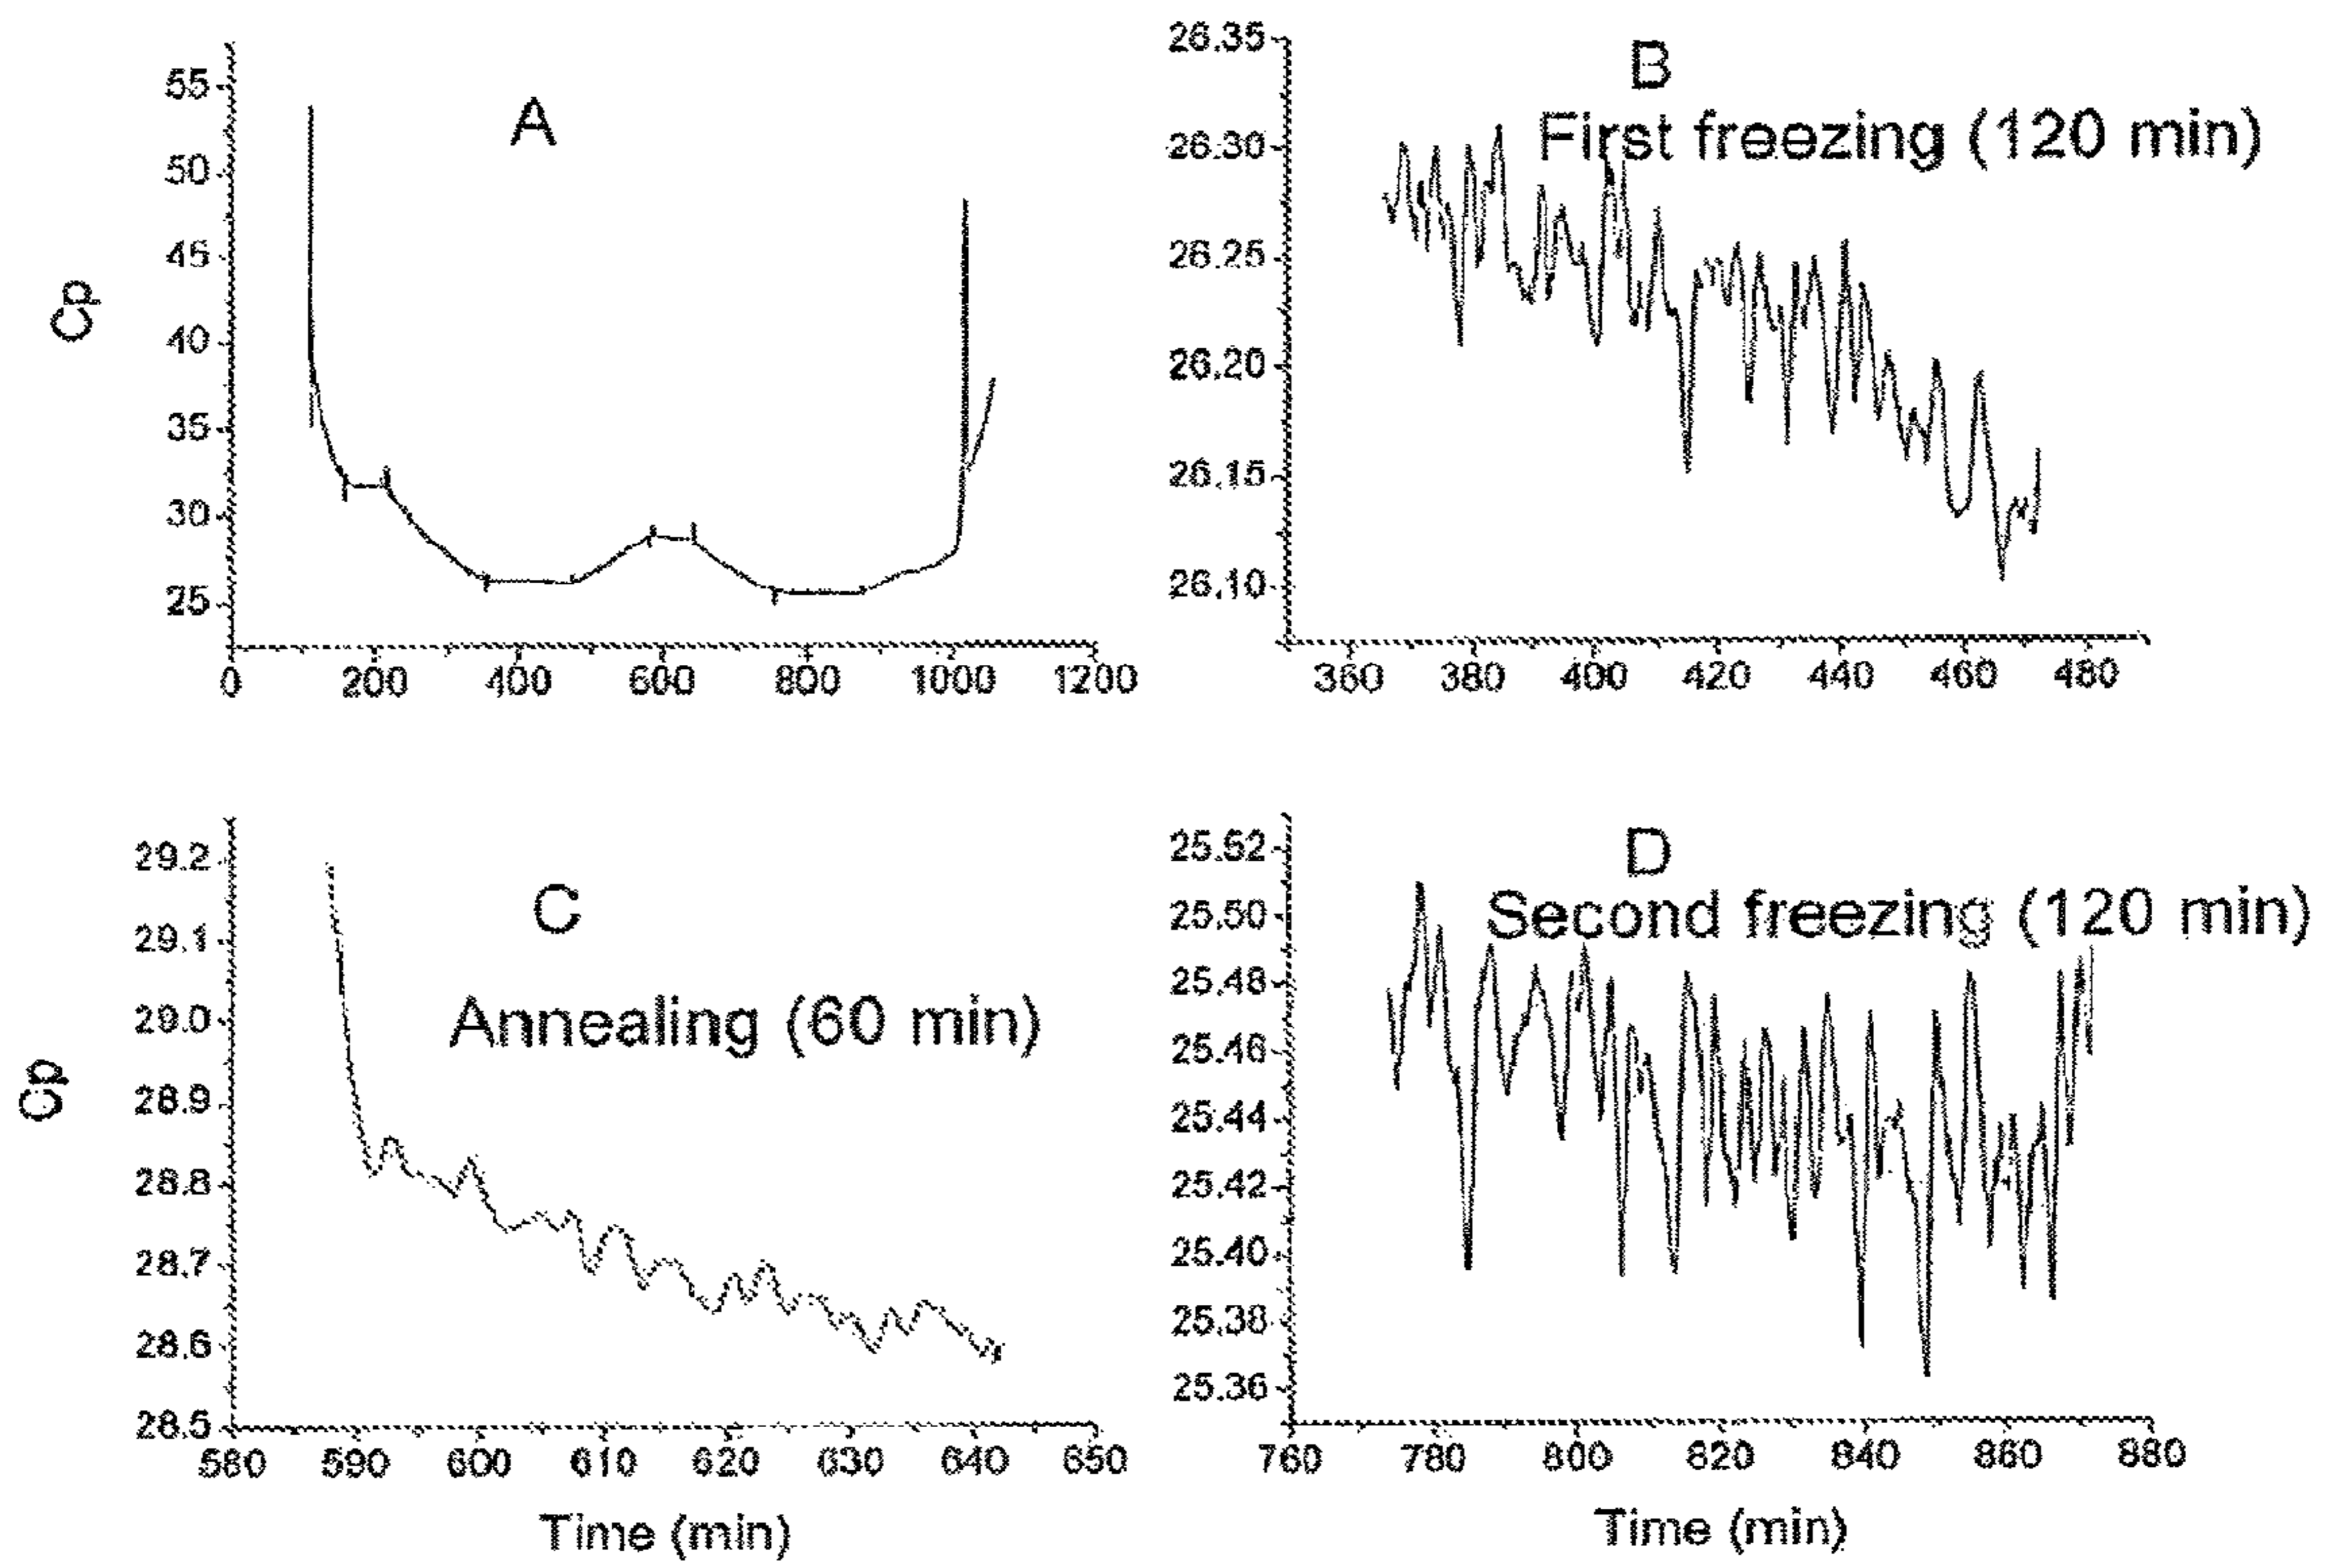 A
Cp
55
50
45
40
35
30
25
0 200 400 600 800 1000 1200
B
First freezing (120 min)
26.35
26.30
26.25
26.20
26.15
26.10
360 380 400 420 440 460 480
C
Annealing (60 min)
Cp
29.2
29.1
29.0
28.9
28.8
28.7
28.6
28.5
580 590 600 610 620 630 640 650
Time (min)
D
Second freezing (120 min)
25.52
25.50
25.48
25.46
25.44
25.42
25.40
25.38
25.36
760 780 800 820 840 860 880
Time (min)